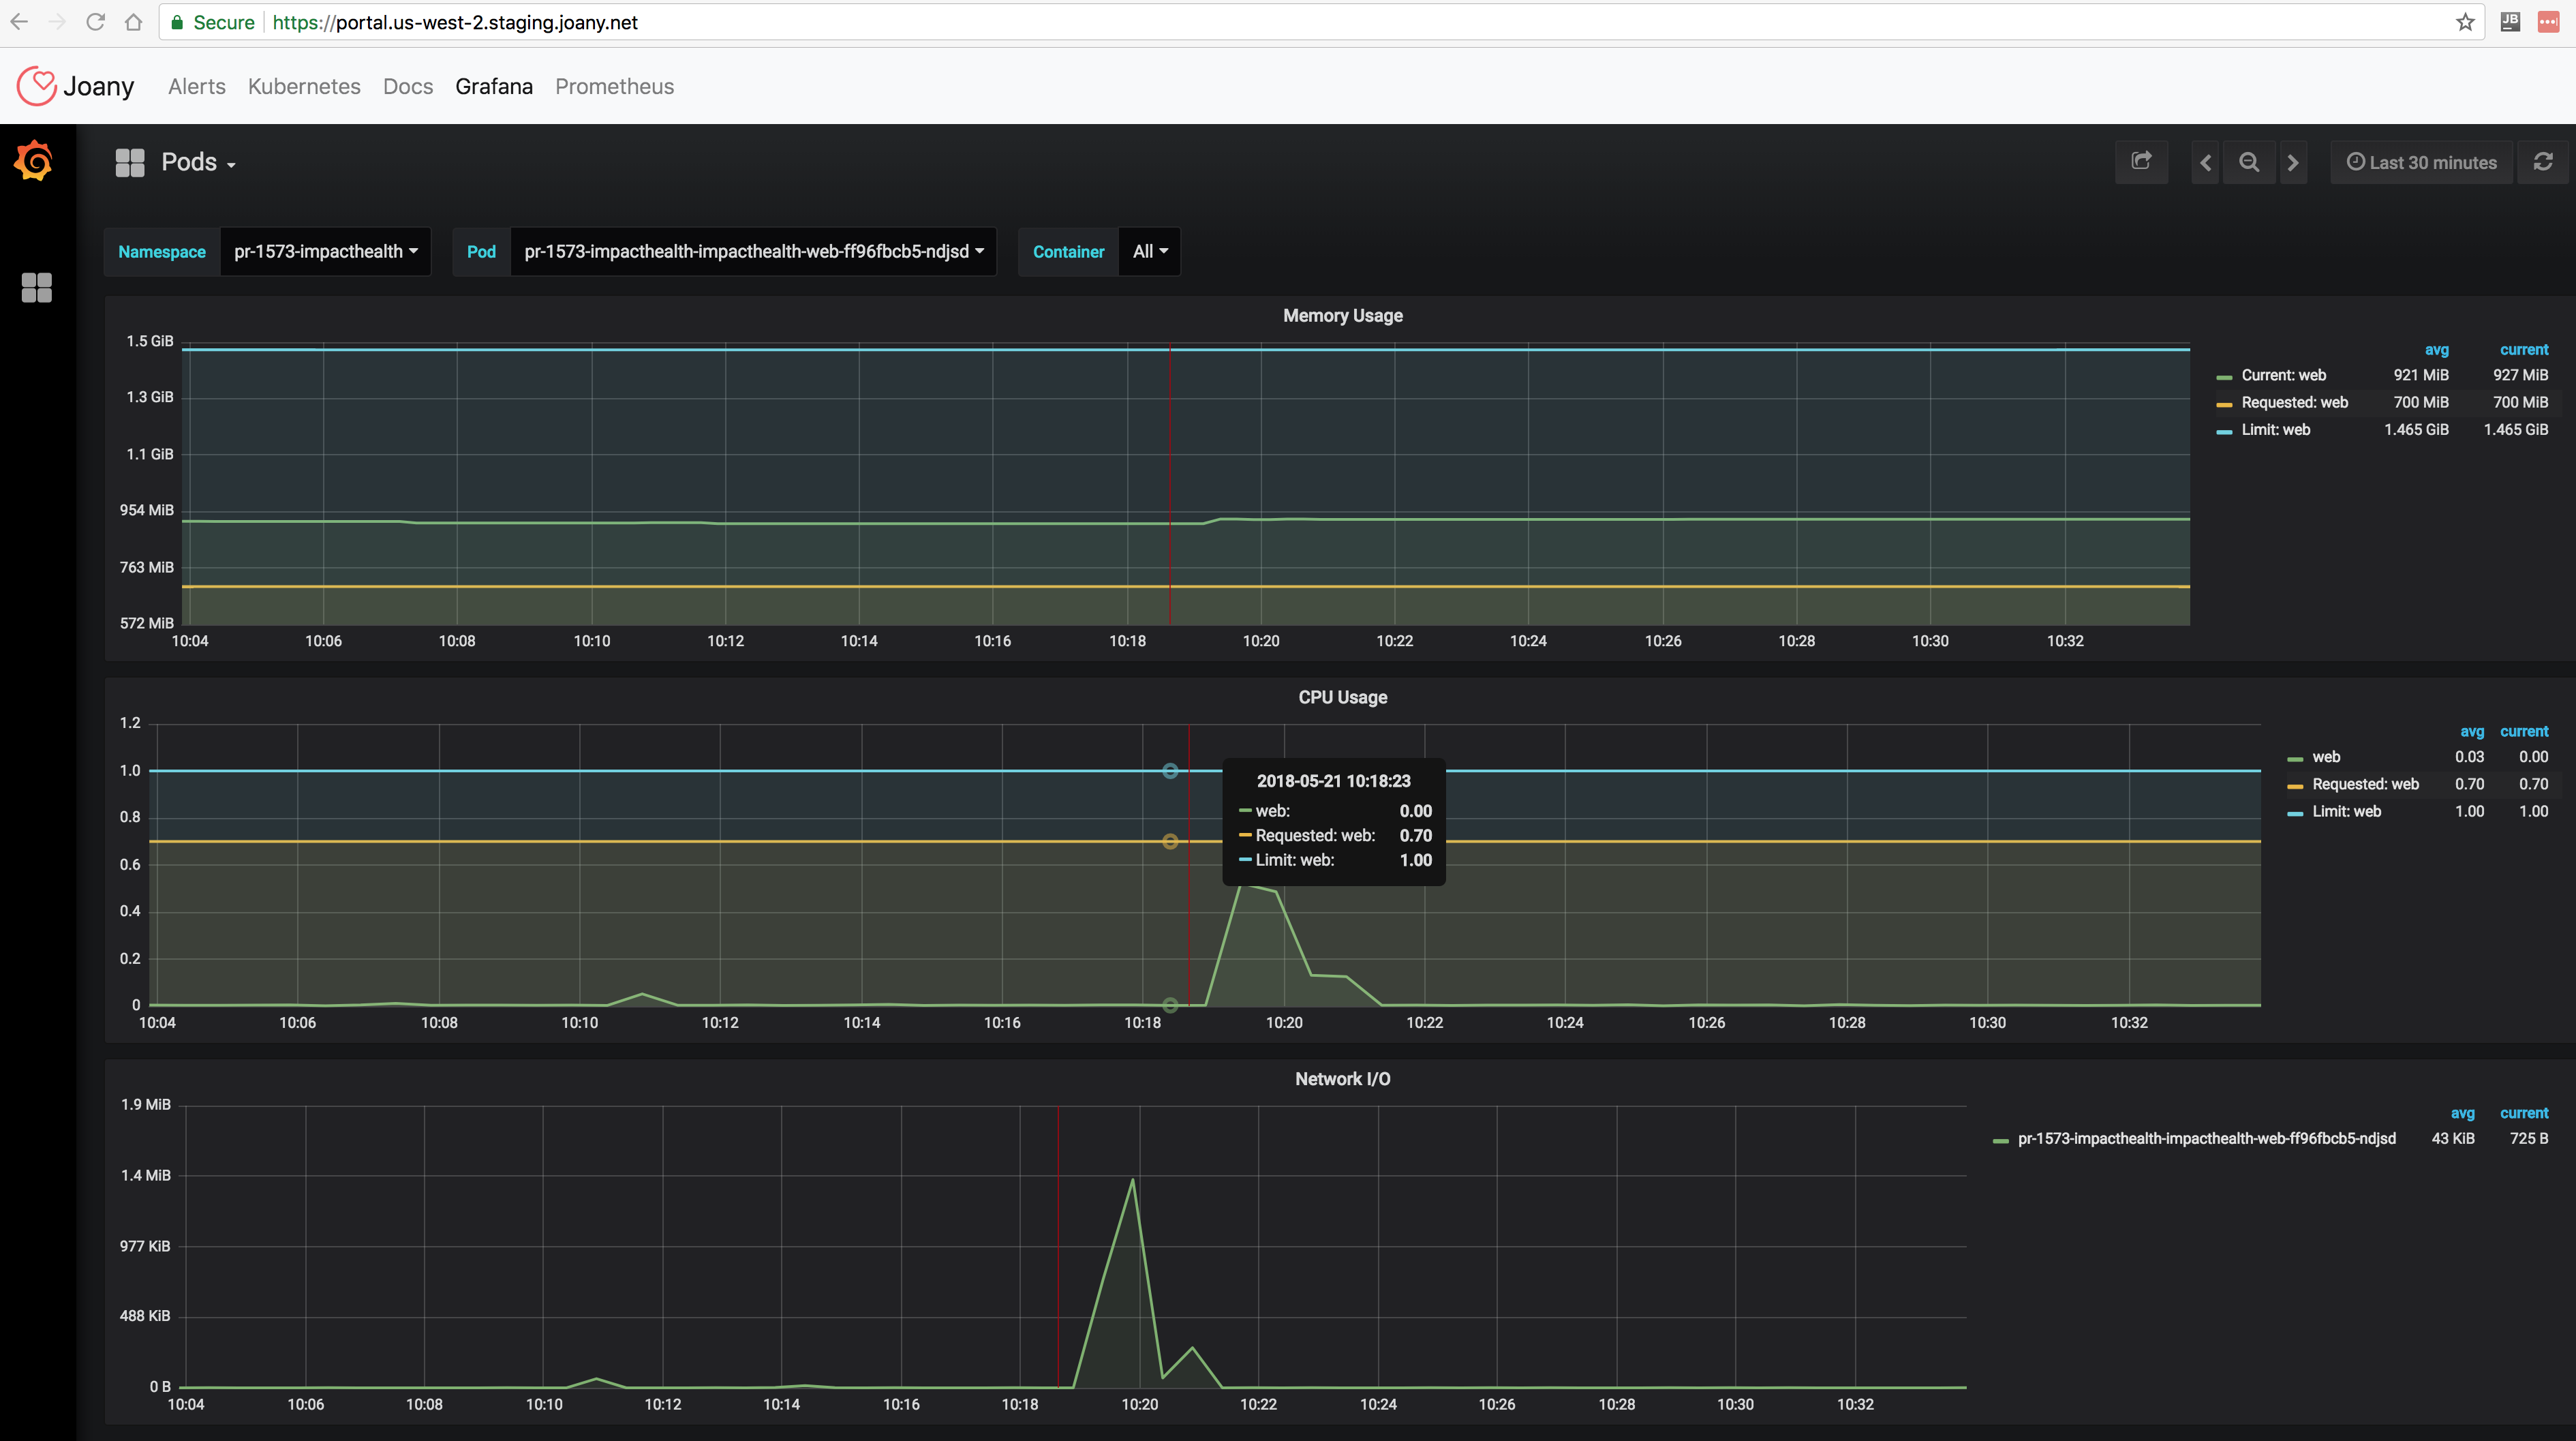 Secure https://portal.us-west-2.staging.joany.net
JB
Joany Alerts Kubernetes Docs Grafana Prometheus
Pods
Last 30 minutes
Namespace pr-1573-impacthealth Pod pr-1573-impacthealth-impacthealth-web-ff96fbcb5-ndjsd Container All
Memory Usage
1.5 GiB
1.3 GiB
1.1 GiB
954 MiB
763 MiB
572 MiB
10:04 10:06 10:08 10:10 10:12 10:14 10:16 10:18 10:20 10:22 10:24 10:26 10:28 10:30 10:32
avg current
Current: web 921 MiB 927 MiB
Requested: web 700 MiB 700 MiB
Limit: web 1.465 GiB 1.465 GiB
CPU Usage
1.2
1.0
0.8
0.6
0.4
0.2
0
10:04 10:06 10:08 10:10 10:12 10:14 10:16 10:18 10:20 10:22 10:24 10:26 10:28 10:30 10:32
2018-05-21 10:18:23
web: 0.00
Requested: web: 0.70
Limit: web: 1.00
avg current
web 0.03 0.00
Requested: web 0.70 0.70
Limit: web 1.00 1.00
Network I/O
1.9 MiB
1.4 MiB
977 KiB
488 KiB
0 B
10:04 10:06 10:08 10:10 10:12 10:14 10:16 10:18 10:20 10:22 10:24 10:26 10:28 10:30 10:32
avg current
pr-1573-impacthealth-impacthealth-web-ff96fbcb5-ndjsd 43 KiB 725 B